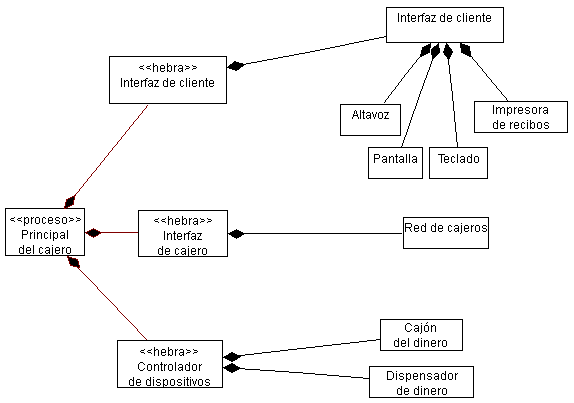 Interfaz de cliente
<<hebra>>
Interfaz de cliente
Altavoz
Impresora
de recibos
Pantalla
Teclado
<<proceso>>
Principal
del cajero
<<hebra>>
Interfaz
de cajero
Red de cajeros
<<hebra>>
Controlador
de dispositivos
Cajón
del dinero
Dispensador
de dinero